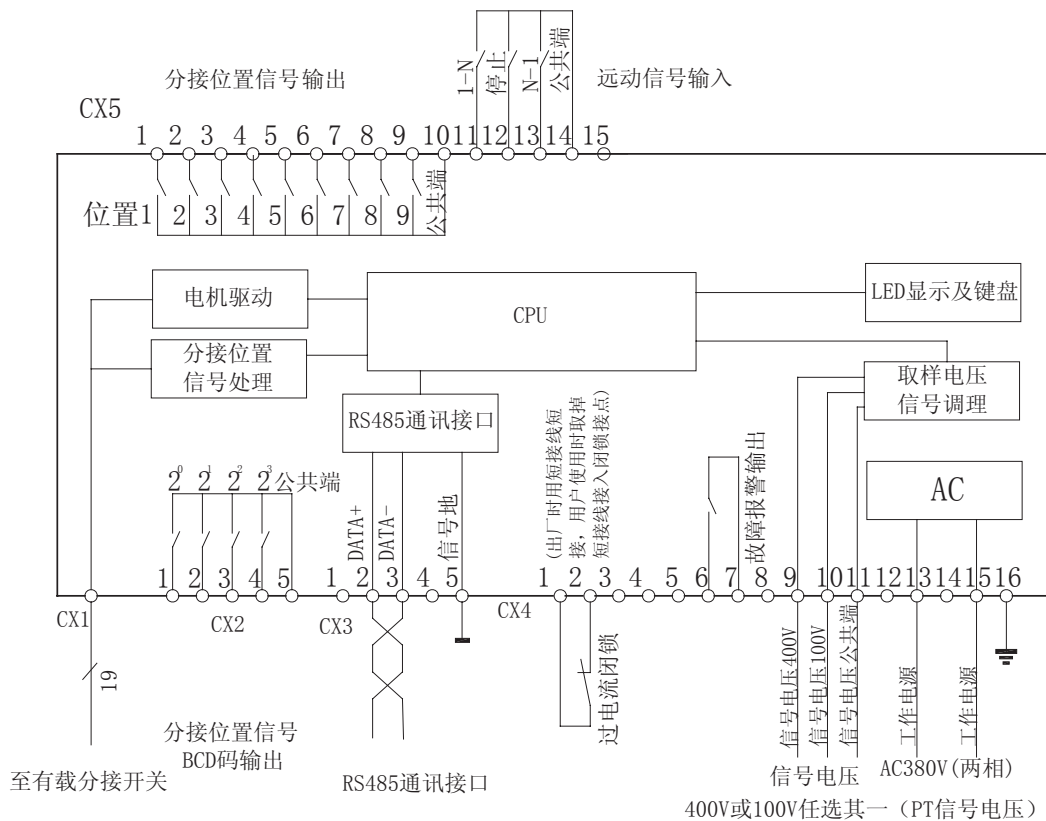 1-N
停止
N-1
公共端
分接位置信号输出
远动信号输入
CX5
1 2 3 4 5 6 7 8 9 10 11 12 13 14 15
位置1 2 3 4 5 6 7 8 9
公共端
电机驱动
CPU
LED显示及键盘
分接位置
信号处理
取样电压
信号调理
RS485通讯接口
AC
2⁰ 2¹ 2² 2³ 公共端
DATA+
DATA-
信号地
(出厂时用短接线短
接，用户使用时取掉
短接线接入闭锁接点)
故障报警输出
1 2 3 4 5
1 2 3 4 5
1 2 3 4 5 6 7 8 9 10 11 12 13 14 15 16
CX1
CX2
CX3
CX4
19
过电流闭锁
信号电压400V
信号电压100V
信号电压公共端
工作电源
工作电源
分接位置信号
BCD码输出
至有载分接开关
RS485通讯接口
信号电压
AC380V(两相)
400V或100V任选其一（PT信号电压）